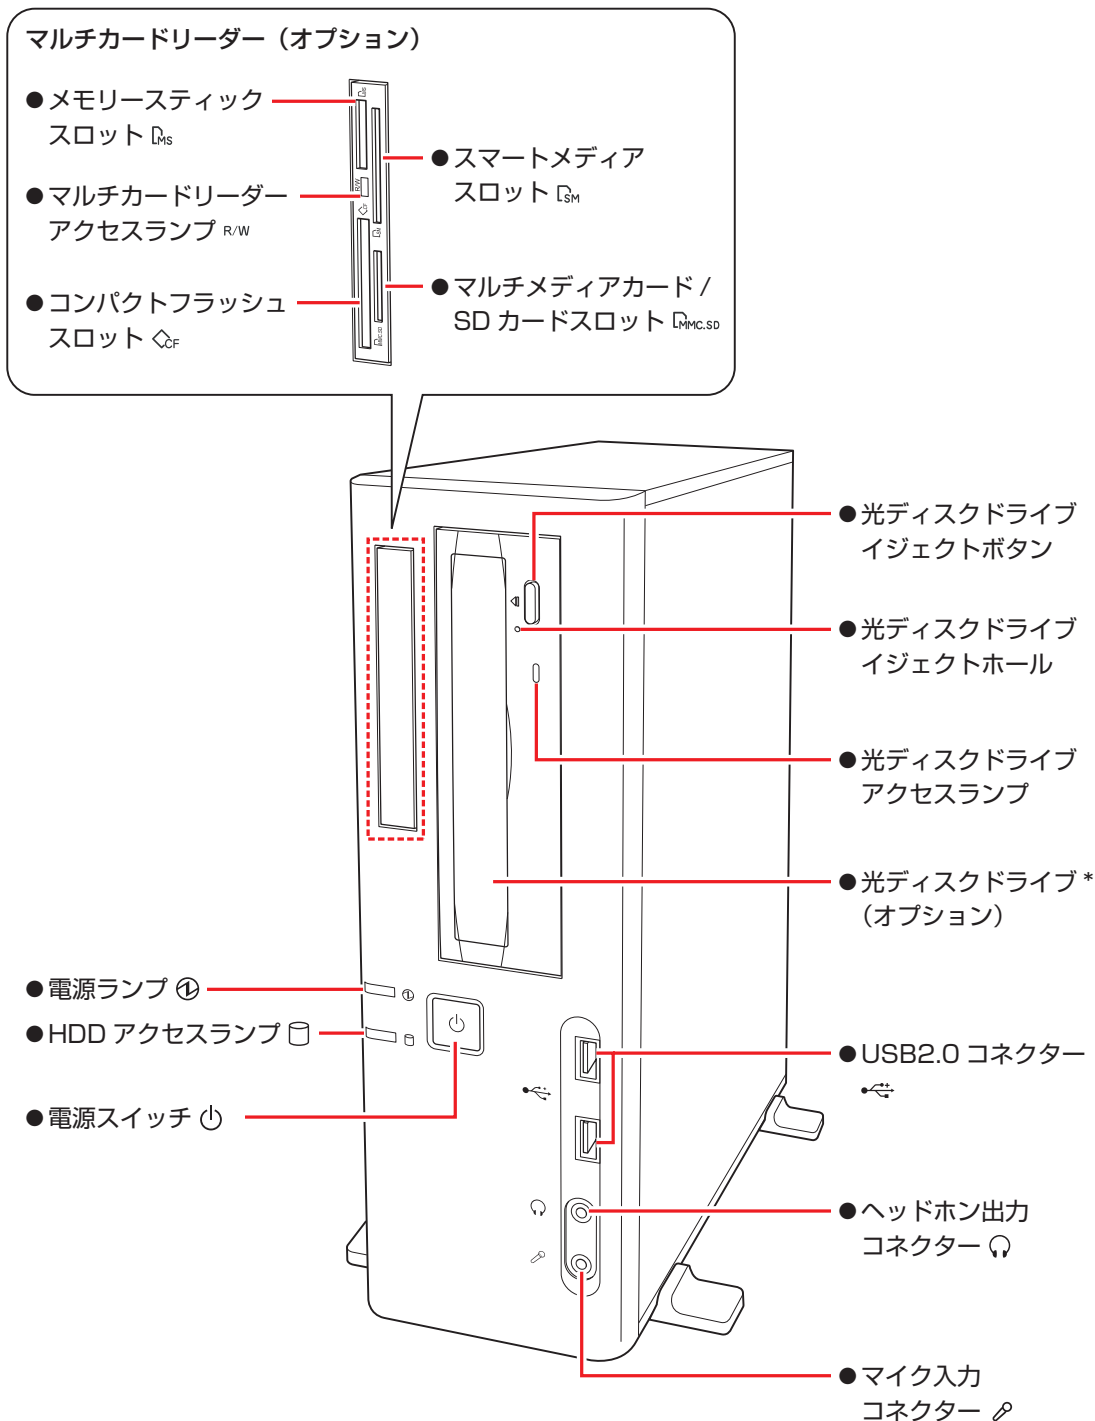 マルチカードリーダー（オプション）
●メモリースティック
スロット MS
●マルチカードリーダー
アクセスランプ R/W
●コンパクトフラッシュ
スロット CF
●スマートメディア
スロット SM
●マルチメディアカード /
SD カードスロット MMC.SD
MS
R/W
CF
SM
MMC.SD
●光ディスクドライブ
イジェクトボタン
●光ディスクドライブ
イジェクトホール
●光ディスクドライブ
アクセスランプ
●光ディスクドライブ *
（オプション）
●電源ランプ
●HDD アクセスランプ
●電源スイッチ
●USB2.0 コネクター
●ヘッドホン出力
コネクター
●マイク入力
コネクター